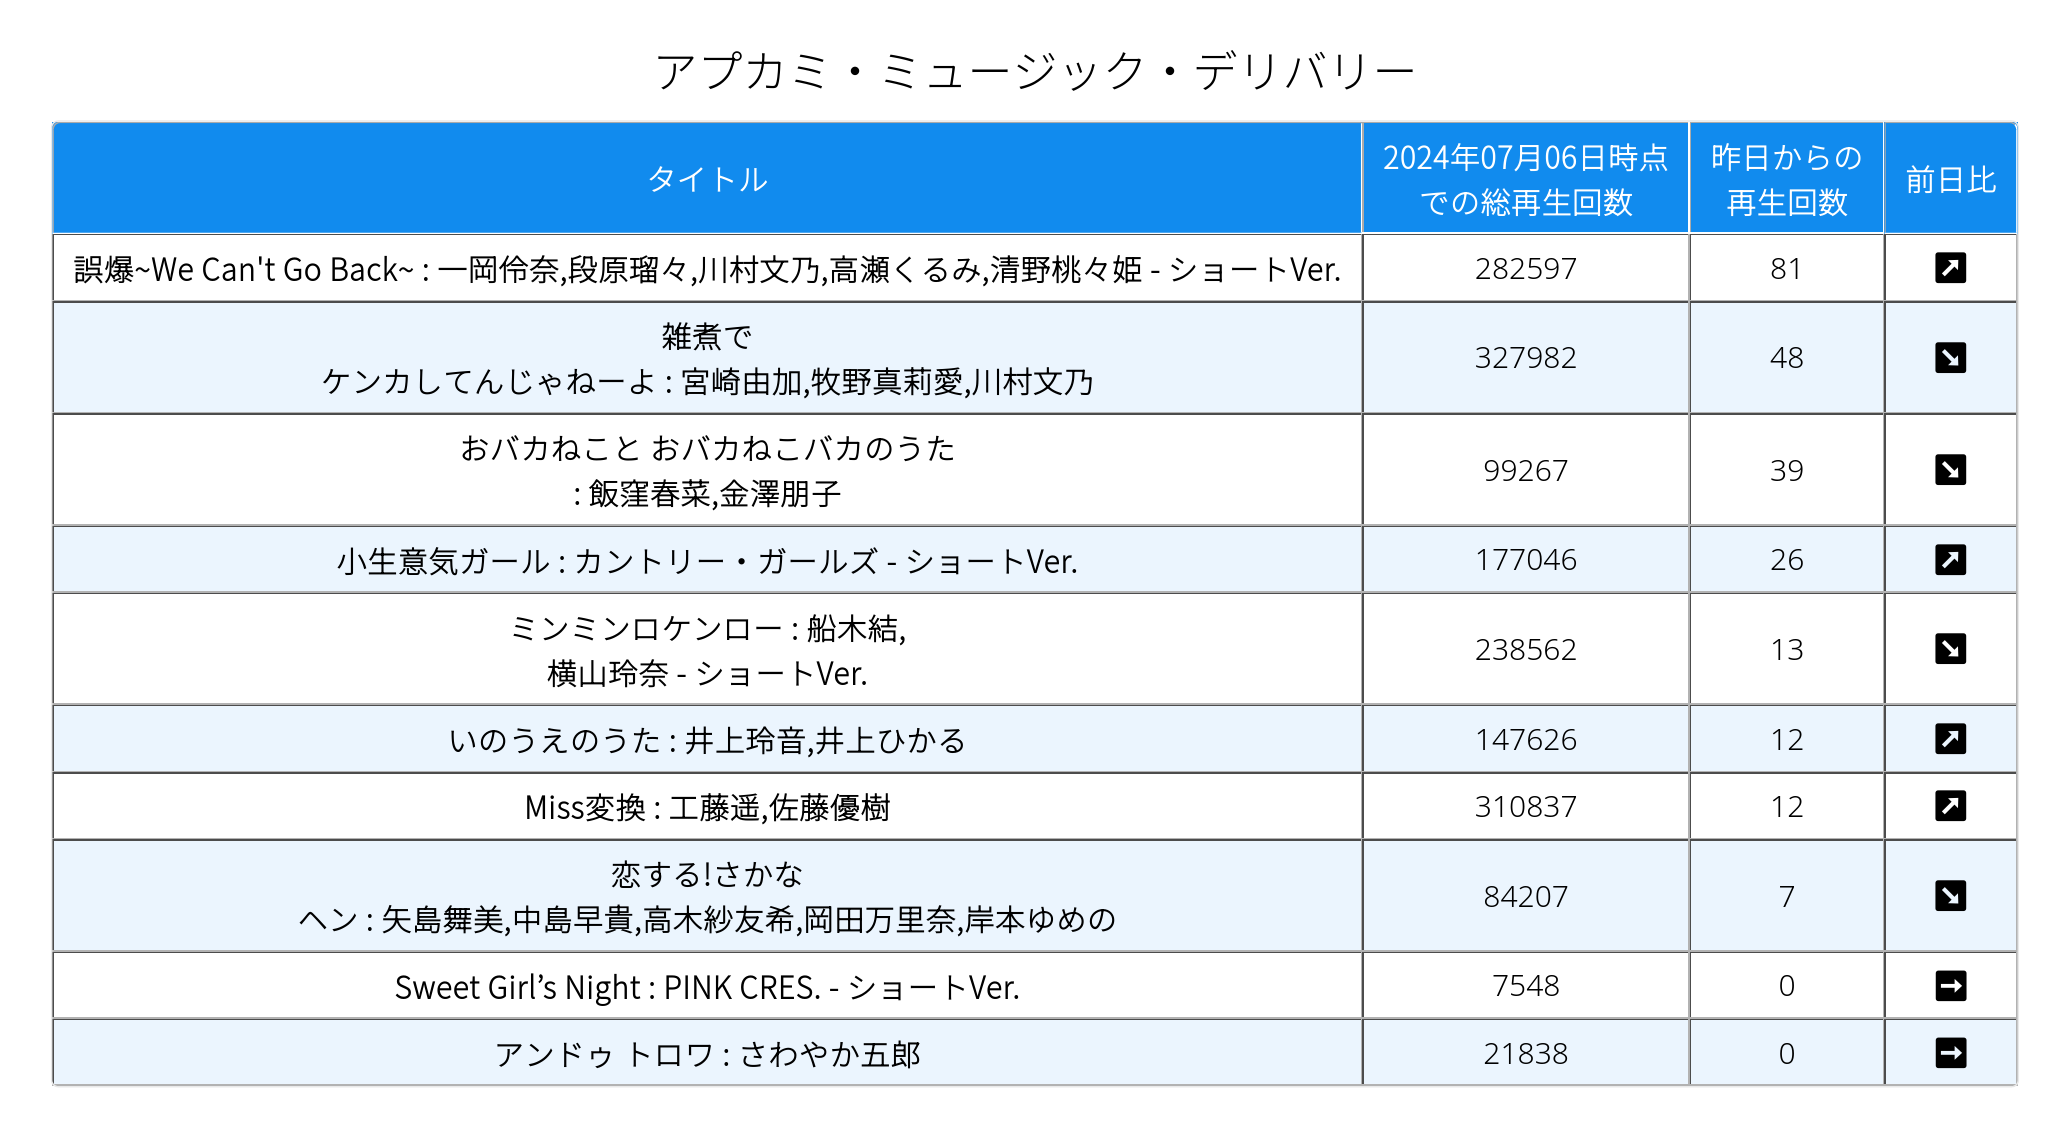 アプカミ・ミュージック・デリバリー
タイトル
2024年07月06日時点
での総再生回数
昨日からの
再生回数
前日比
誤爆~We Can't Go Back~ : 一岡伶奈,段原瑠々,川村文乃,高瀬くるみ,清野桃々姫 - ショートVer.
282597
81
雑煮で
ケンカしてんじゃねーよ : 宮崎由加,牧野真莉愛,川村文乃
327982
48
おバカねこと おバカねこバカのうた
: 飯窪春菜,金澤朋子
99267
39
小生意気ガール : カントリー・ガールズ - ショートVer.
177046
26
ミンミンロケンロー : 船木結,
横山玲奈 - ショートVer.
238562
13
いのうえのうた : 井上玲音,井上ひかる
147626
12
Miss変換 : 工藤遥,佐藤優樹
310837
12
恋する!さかな
ヘン : 矢島舞美,中島早貴,高木紗友希,岡田万里奈,岸本ゆめの
84207
7
Sweet Girl’s Night : PINK CRES. - ショートVer.
7548
0
アンドゥ トロワ : さわやか五郎
21838
0